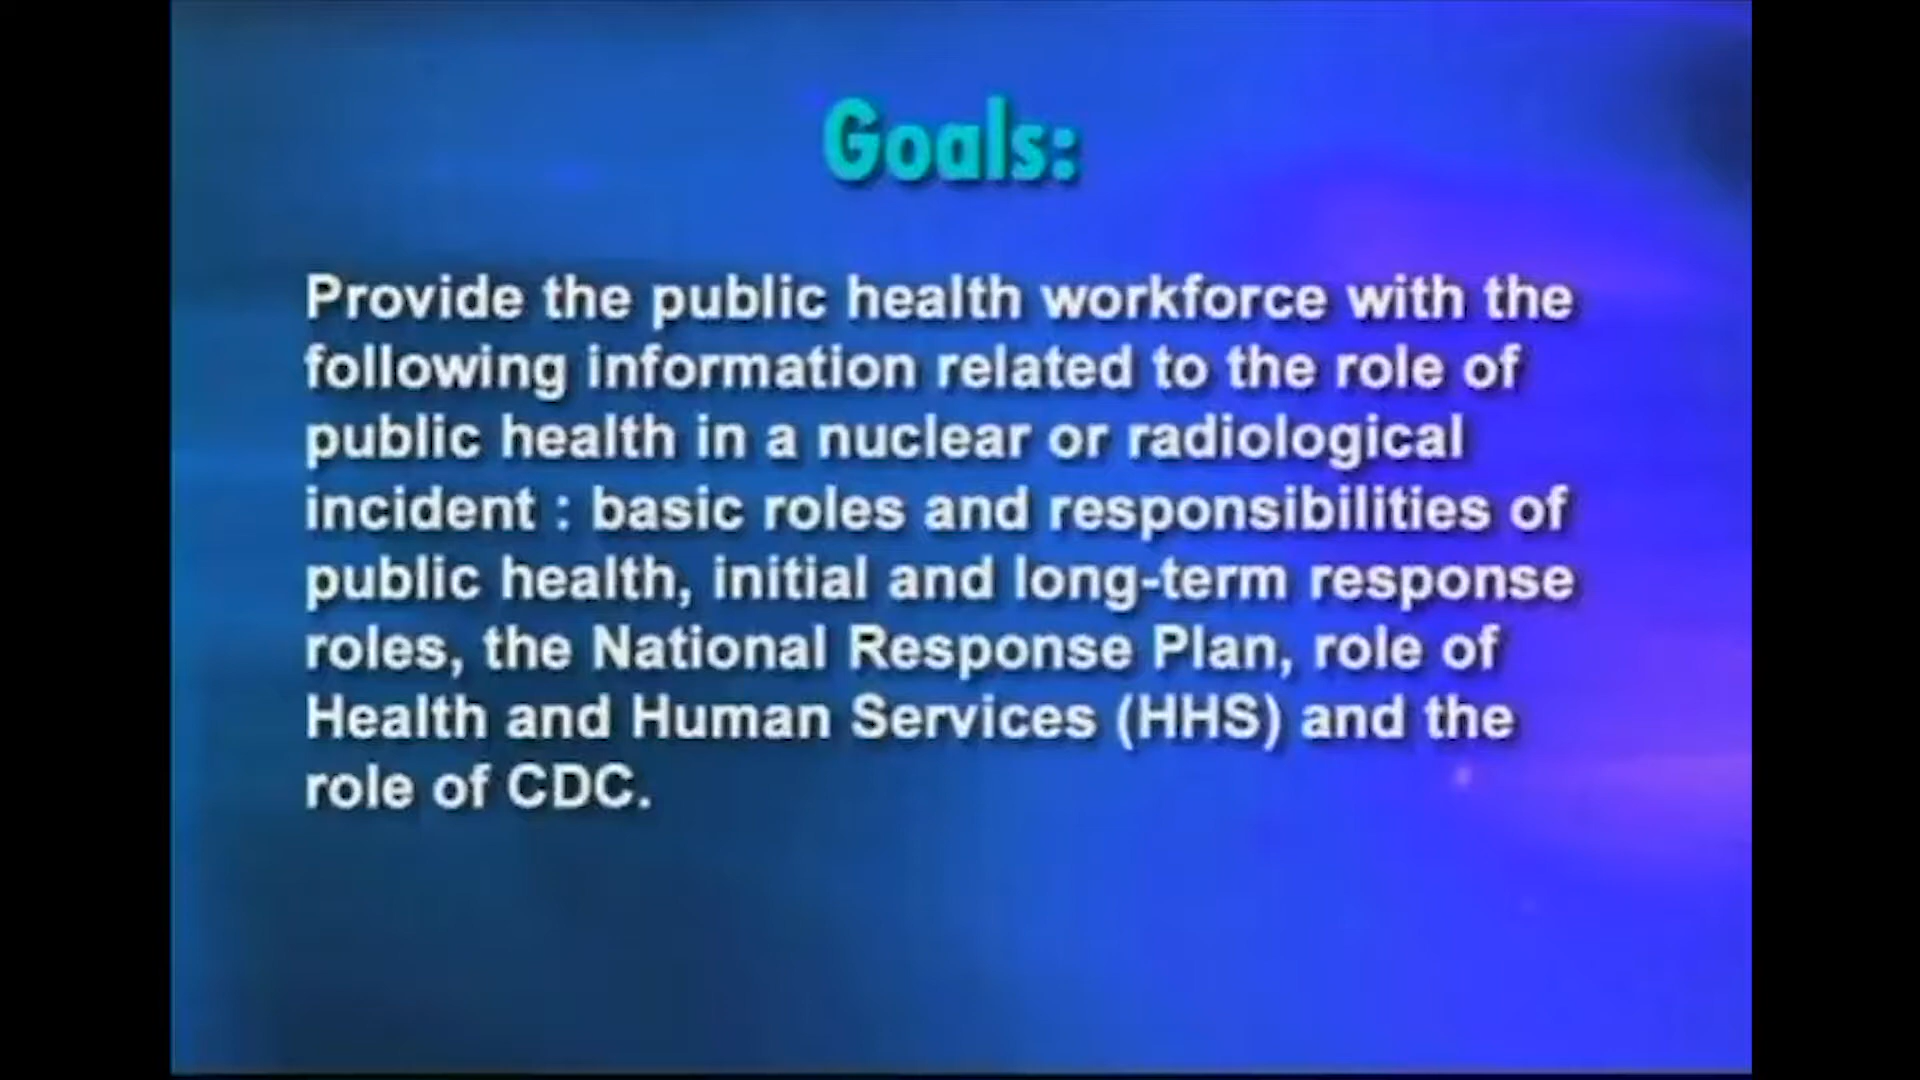 Goals:
Provide the public health workforce with the
following information related to the role of
public health in a nuclear or radiological
incident : basic roles and responsibilities of
public health, initial and long-term response
roles, the National Response Plan, role of
Health and Human Services (HHS) and the
role of CDC.